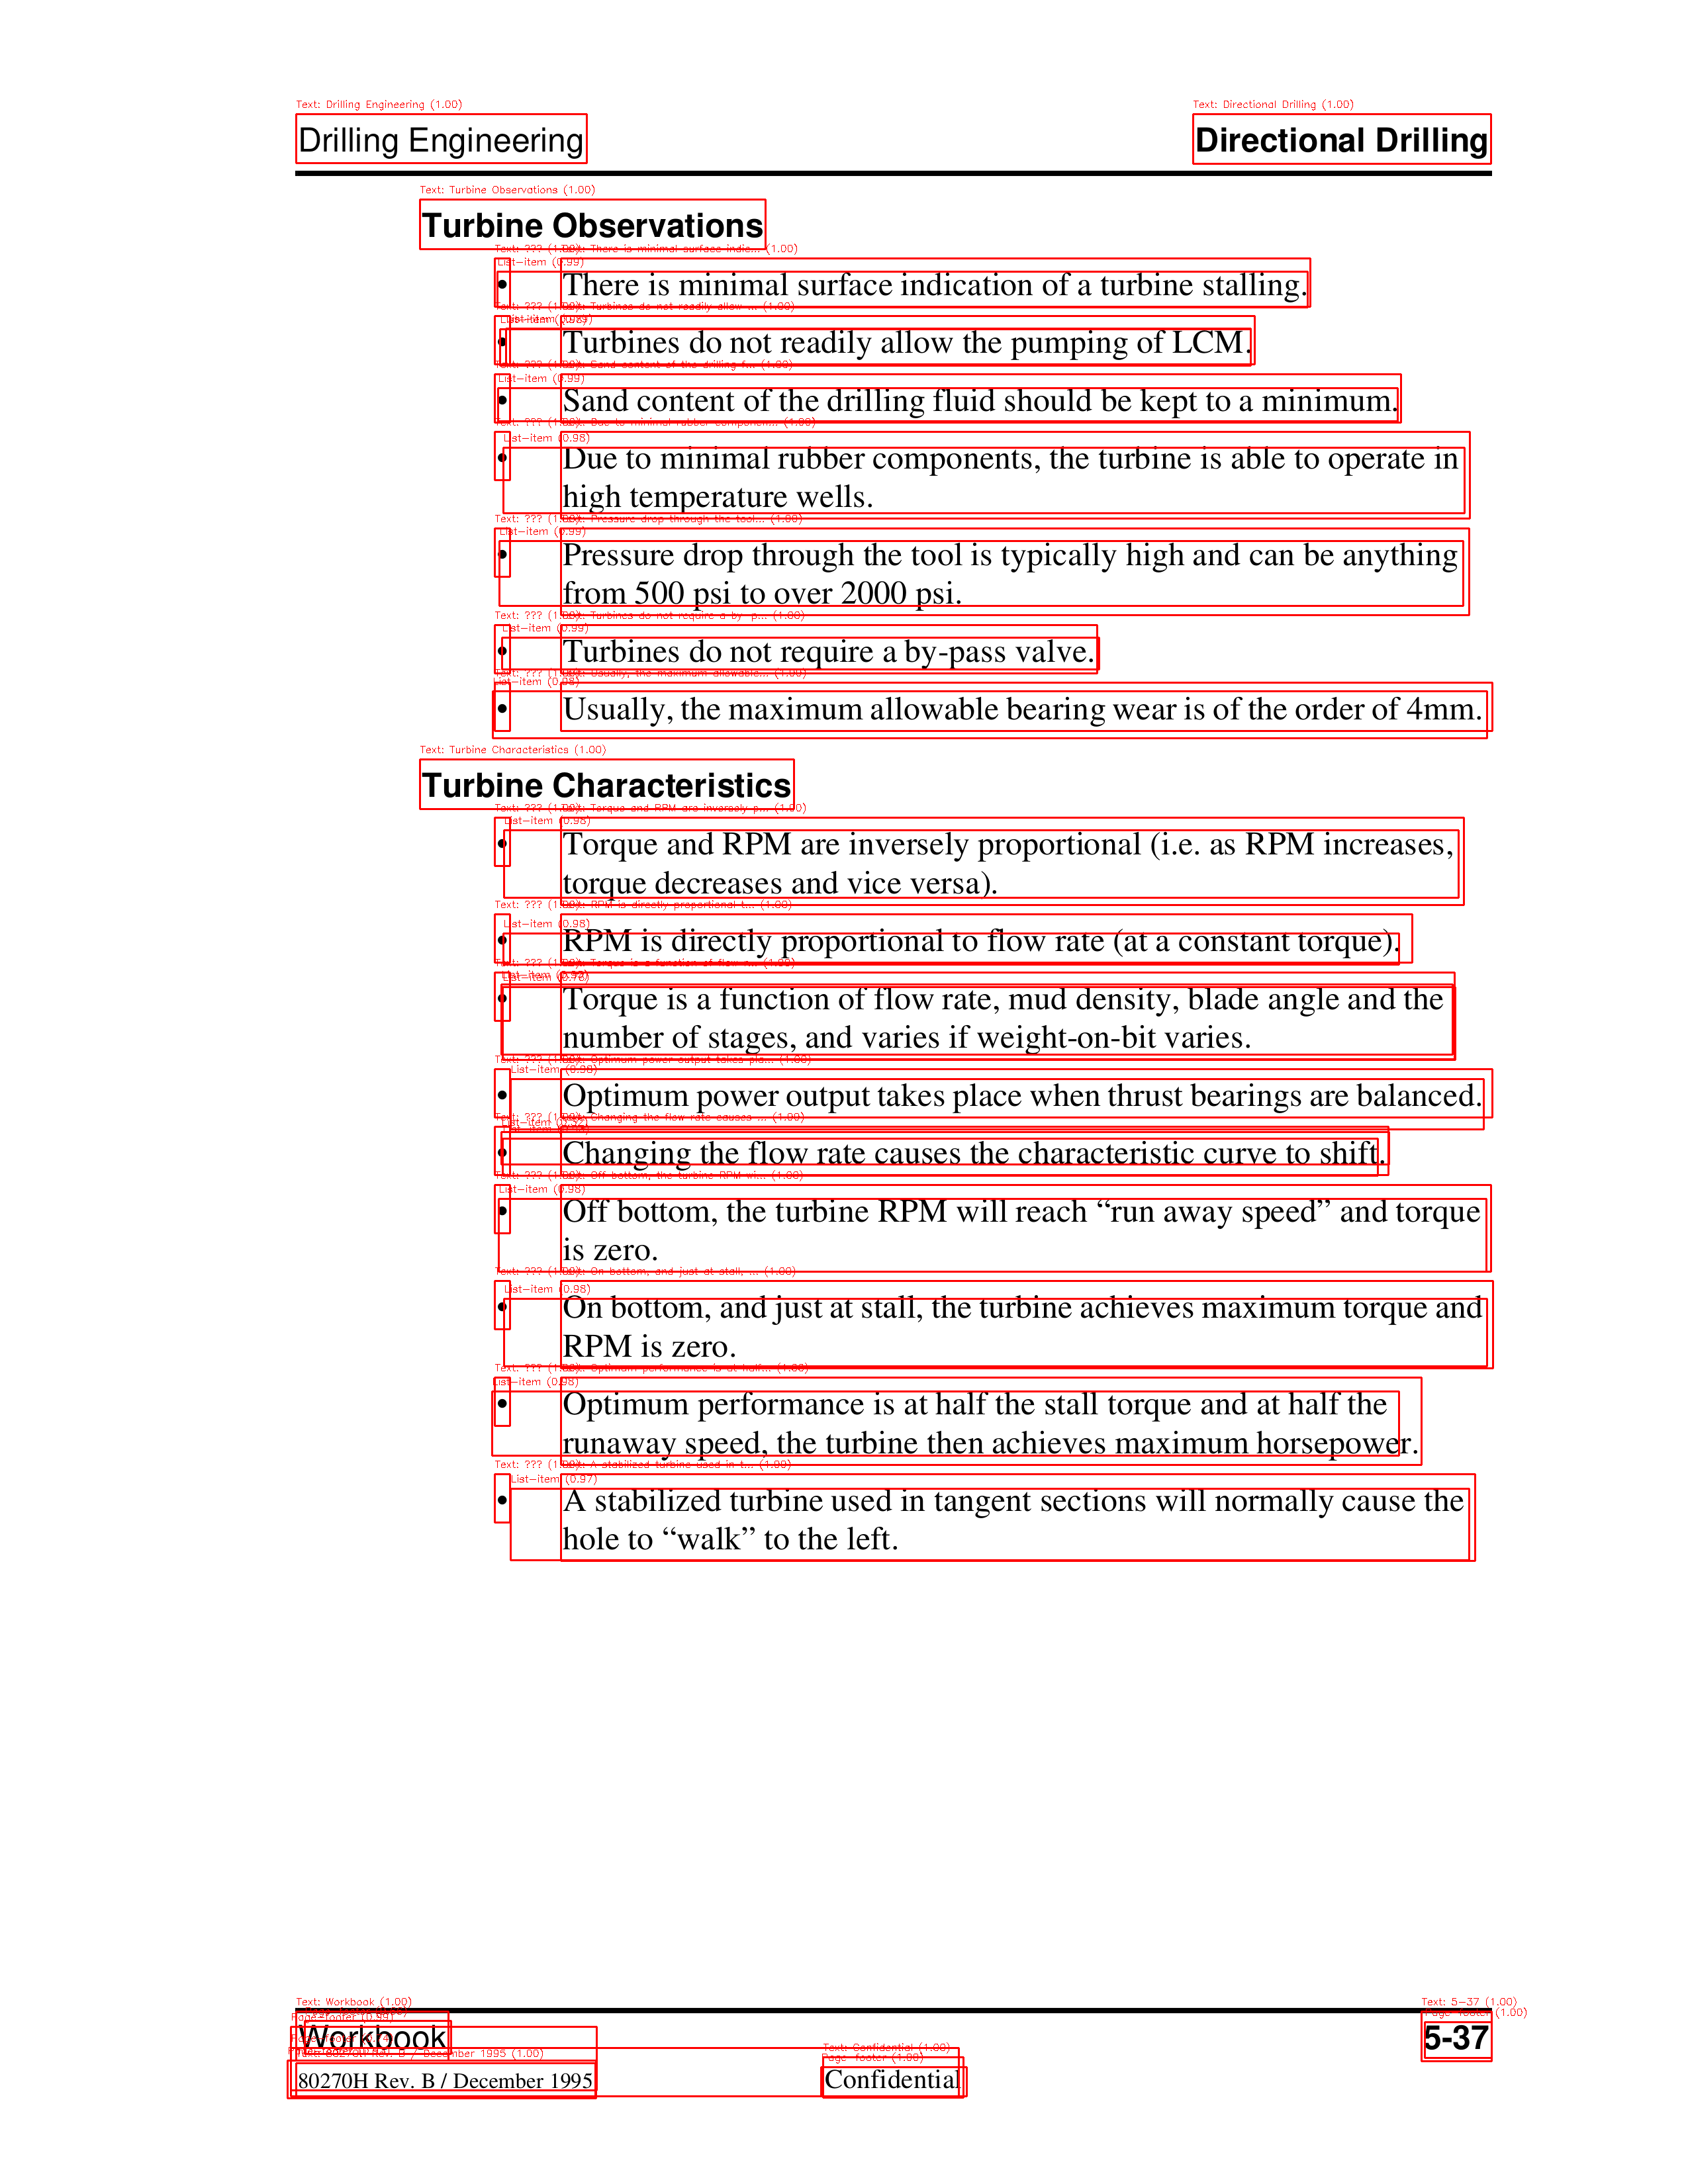 Drilling Engineering
Directional Drilling
Turbine Observations
• There is minimal surface indication of a turbine stalling.
• Turbines do not readily allow the pumping of LCM.
• Sand content of the drilling fluid should be kept to a minimum.
• Due to minimal rubber components, the turbine is able to operate in
high temperature wells.
• Pressure drop through the tool is typically high and can be anything
from 500 psi to over 2000 psi.
• Turbines do not require a by-pass valve.
• Usually, the maximum allowable bearing wear is of the order of 4mm.
Turbine Characteristics
• Torque and RPM are inversely proportional (i.e. as RPM increases,
torque decreases and vice versa).
• RPM is directly proportional to flow rate (at a constant torque).
• Torque is a function of flow rate, mud density, blade angle and the
number of stages, and varies if weight-on-bit varies.
• Optimum power output takes place when thrust bearings are balanced.
• Changing the flow rate causes the characteristic curve to shift.
• Off bottom, the turbine RPM will reach “run away speed” and torque
is zero.
• On bottom, and just at stall, the turbine achieves maximum torque and
RPM is zero.
• Optimum performance is at half the stall torque and at half the
runaway speed, the turbine then achieves maximum horsepower.
• A stabilized turbine used in tangent sections will normally cause the
hole to “walk” to the left.
Workbook
5-37
80270H Rev. B / December 1995
Confidential